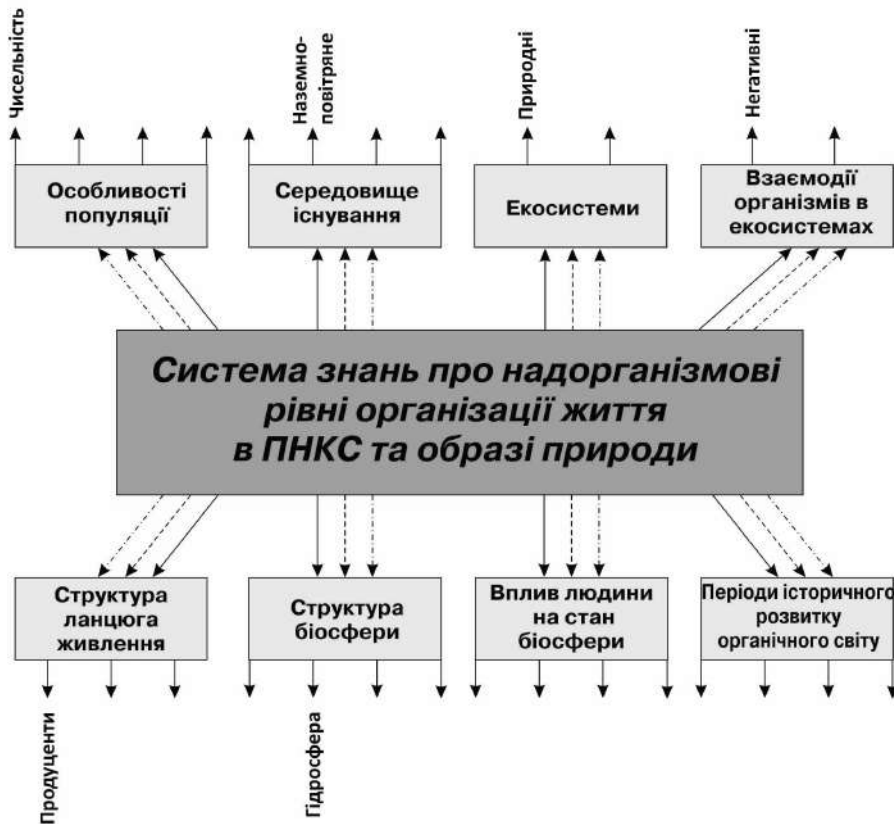 Чисельність
Наземно-
повітряне
Природні
Негативні
Особливості
популяції
Середовище
існування
Екосистеми
Взаємодії
організмів в
екосистемах
Система знань про надорганізмові
рівні організації життя
в ПНКС та образі природи
Структура
ланцюга
живлення
Структура
біосфери
Вплив людини
на стан
біосфери
Періоди історичного
розвитку
органічного світу
Продуценти
Гідросфера